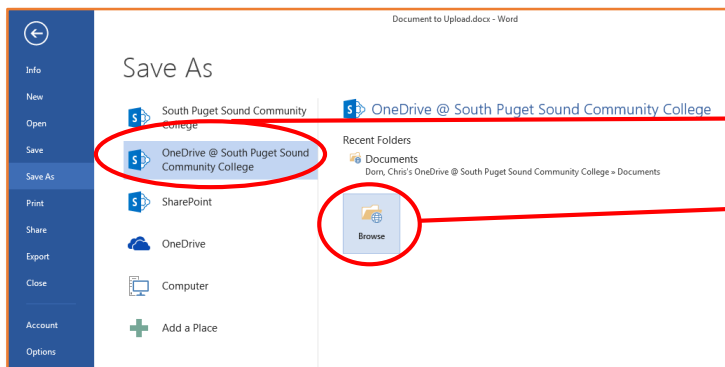 Document to Upload.docx - Word
Info
New
Open
Save
Save As
Print
Share
Export
Close
Account
Options
Save As
South Puget Sound Community
College
OneDrive @ South Puget Sound
Community College
SharePoint
OneDrive
Computer
Add a Place
OneDrive @ South Puget Sound Community College
Recent Folders
Documents
Dorn, Chris's OneDrive @ South Puget Sound Community College » Documents
Browse